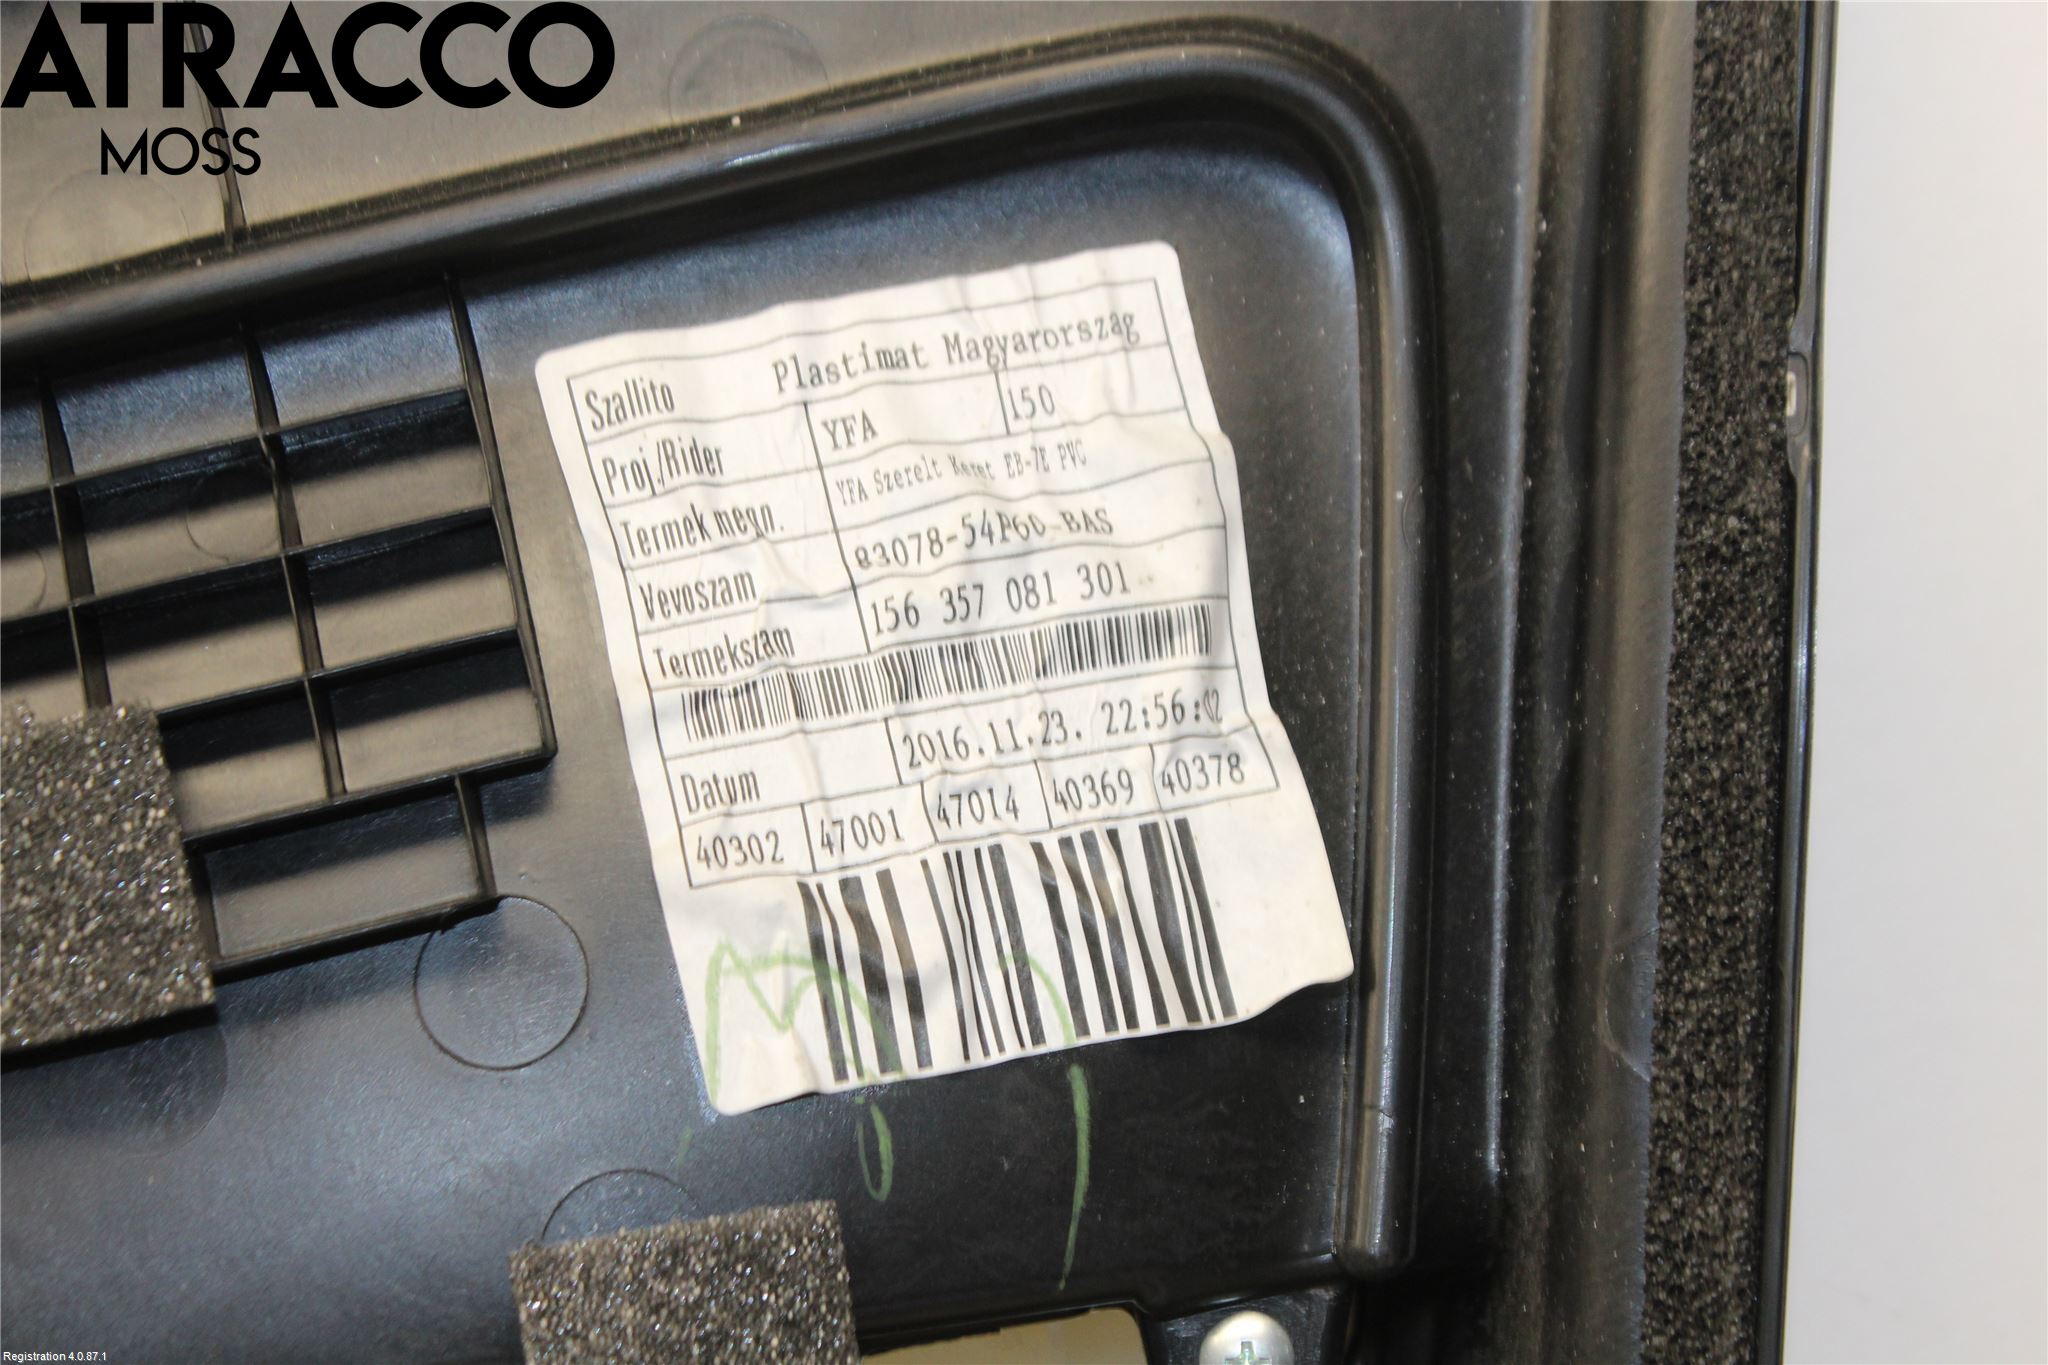 ATRACCO
MOSS
Szallito Plastimat Magyarország
Proj./Rider YFA 150
Termek megn. YFA Szerelt Keret EB-7E PVC
Vevoszam 83078-54P60-BAS
Termekszam 156 357 081 301
Datum 2016.11.23. 22:56:02
40302 47001 47014 40369 40378
Registration 4.0.87.1